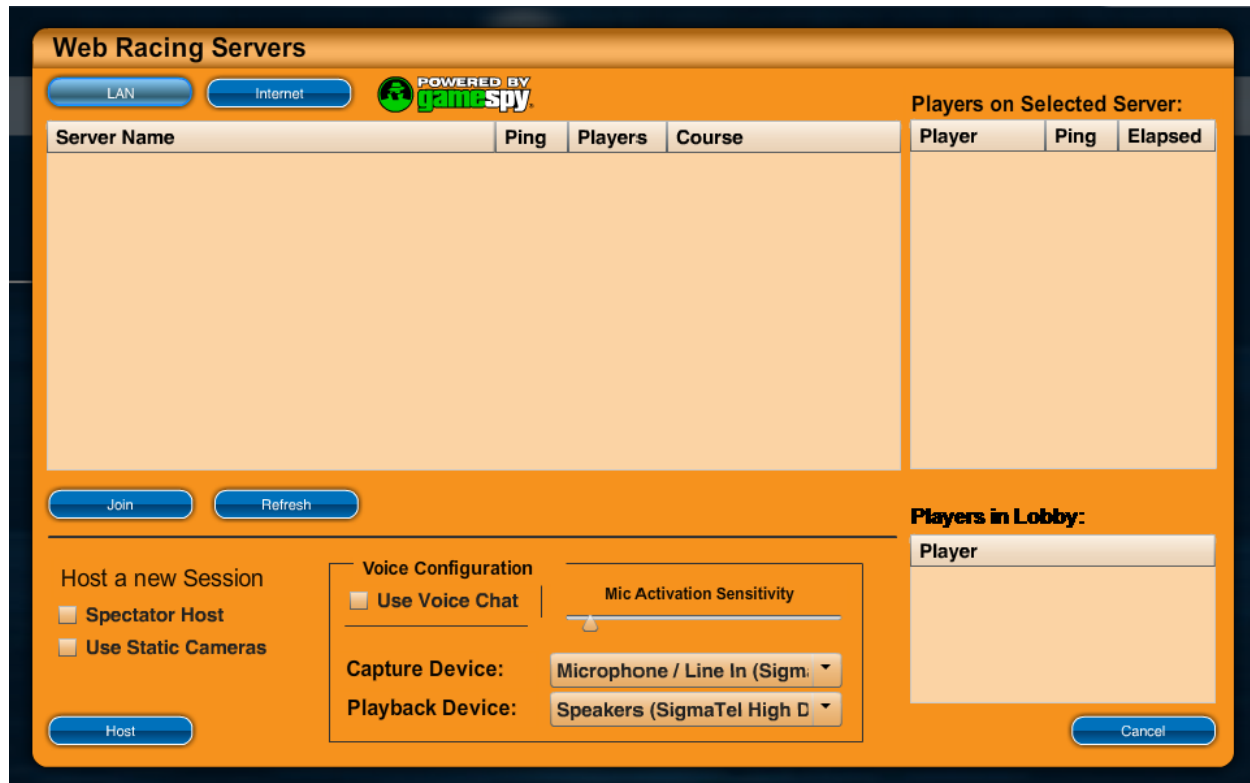 Web Racing Servers
LAN Internet POWERED BY gamespy.
Players on Selected Server:
Server Name Ping Players Course
Player Ping Elapsed
Join Refresh
Players in Lobby:
Player
Host a new Session
Spectator Host
Use Static Cameras
Host
Voice Configuration
Use Voice Chat
Mic Activation Sensitivity
Capture Device: Microphone / Line In (Sigm
Playback Device: Speakers (SigmaTel High D
Cancel